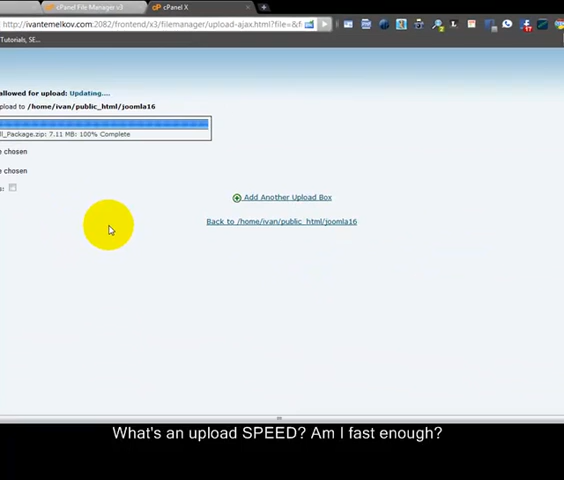 cPanel File Manager v3
cPanel X
http://ivantemelkov.com:2082/frontend/x3/filemanager/upload-ajax.html?file=&f
Tutorials, SE...
allowed for upload: Updating....
pload to /home/ivan/public_html/joomla16
ll_Package.zip: 7.11 MB: 100% Complete
e chosen
e chosen
s:
Add Another Upload Box
Back to /home/ivan/public_html/joomla16
What's an upload SPEED? Am I fast enough?